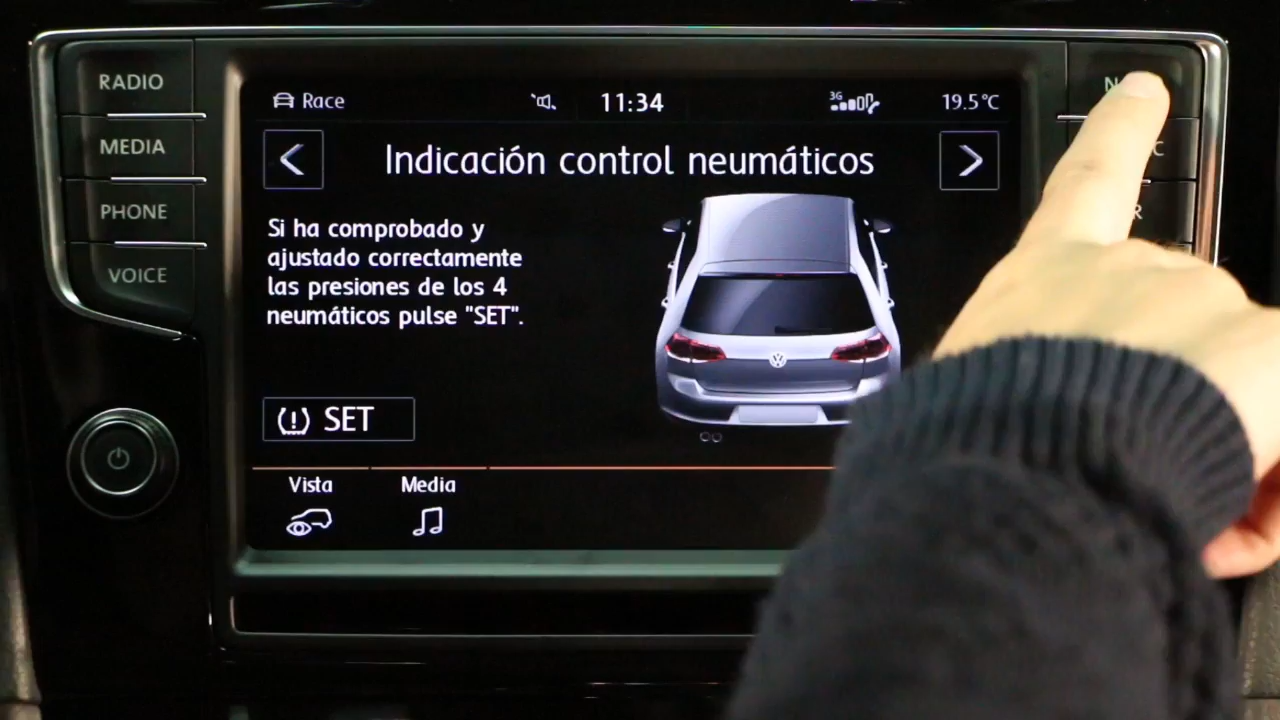 RADIO
MEDIA
PHONE
VOICE
Race
11:34
3G
19.5°C
Indicación control neumáticos
Si ha comprobado y
ajustado correctamente
las presiones de los 4
neumáticos pulse "SET".
SET
Vista
Media